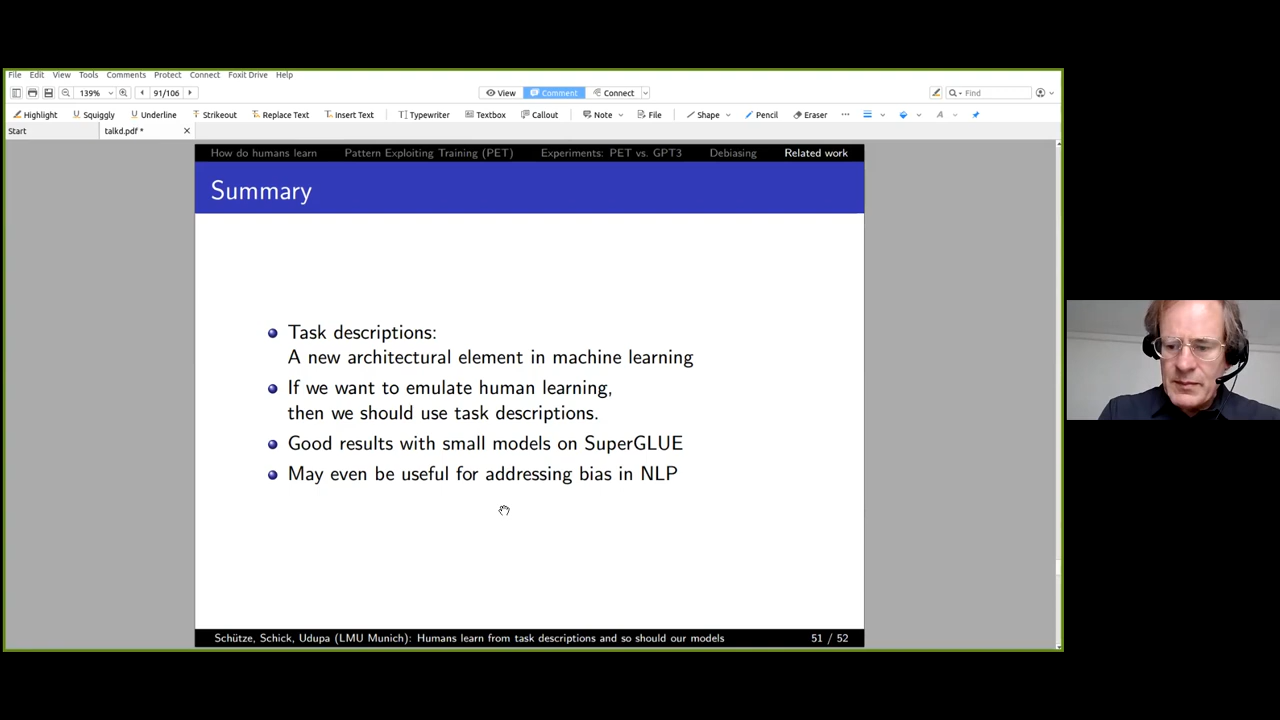 File Edit View Tools Comments Protect Connect Foxit Drive Help
139% 91/106 View Comment Connect Find
Highlight Squiggly Underline Strikeout Replace Text Insert Text Typewriter Textbox Callout Note File Shape Pencil Eraser
Start talkd.pdf *
How do humans learn Pattern Exploiting Training (PET) Experiments: PET vs. GPT3 Debiasing Related work
Summary
Task descriptions:
A new architectural element in machine learning
If we want to emulate human learning,
then we should use task descriptions.
Good results with small models on SuperGLUE
May even be useful for addressing bias in NLP
Schütze, Schick, Udupa (LMU Munich): Humans learn from task descriptions and so should our models 51 / 52